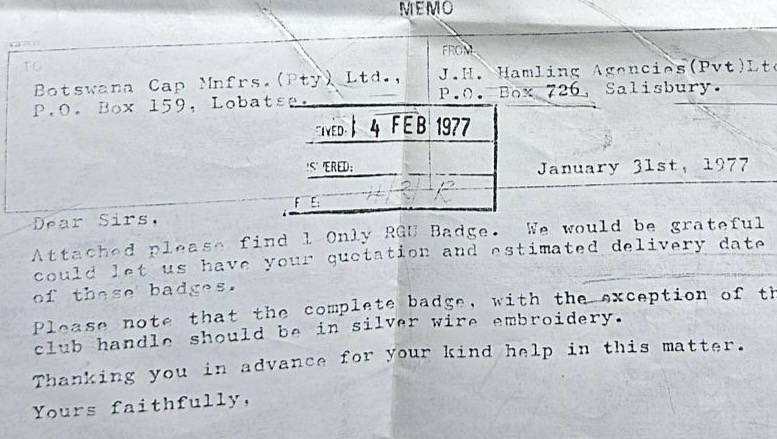 MEMO
TO
FROM
Botswana Cap Mnfrs.(Pty) Ltd.,
P.O. Box 159, Lobatse.
J.H. Hamling Agencies(Pvt)Ltd
P.O. Box 726, Salisbury.
EIVED: 4 FEB 1977
ERED:
F E:
January 31st, 1977
Dear Sirs,
Attached please find 1 Only RGU Badge. We would be grateful
could let us have your quotation and estimated delivery date
of these badges.
Please note that the complete badge, with the exception of th
club handle should be in silver wire embroidery.
Thanking you in advance for your kind help in this matter.
Yours faithfully,